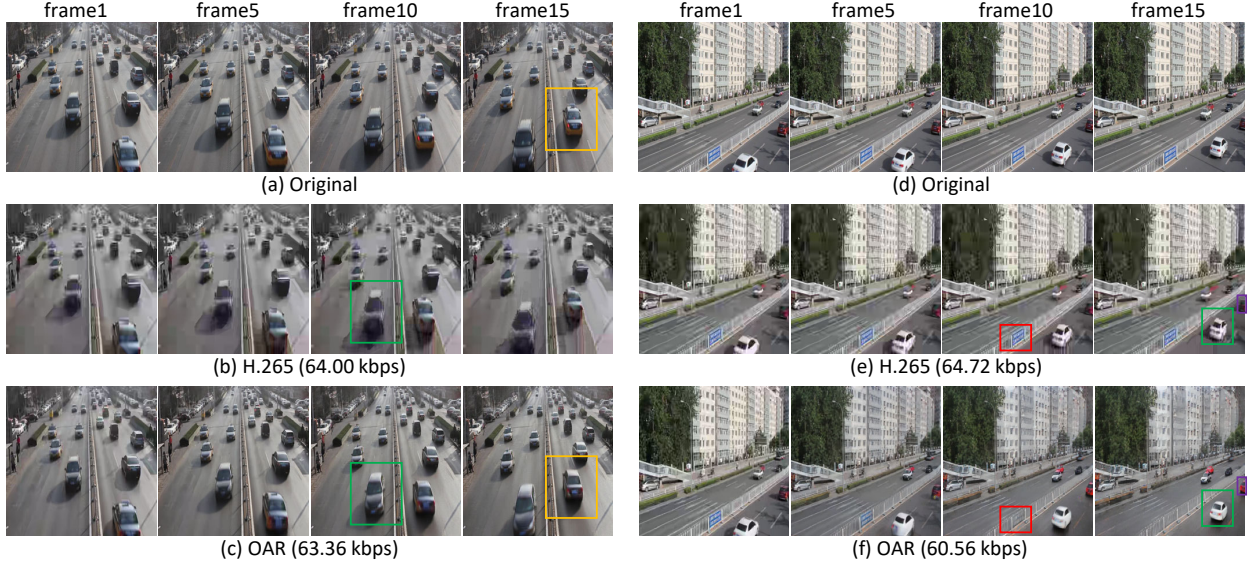 frame1 frame5 frame10 frame15 frame1 frame5 frame10 frame15
(a) Original (d) Original
(b) H.265 (64.00 kbps) (e) H.265 (64.72 kbps)
(c) OAR (63.36 kbps) (f) OAR (60.56 kbps)